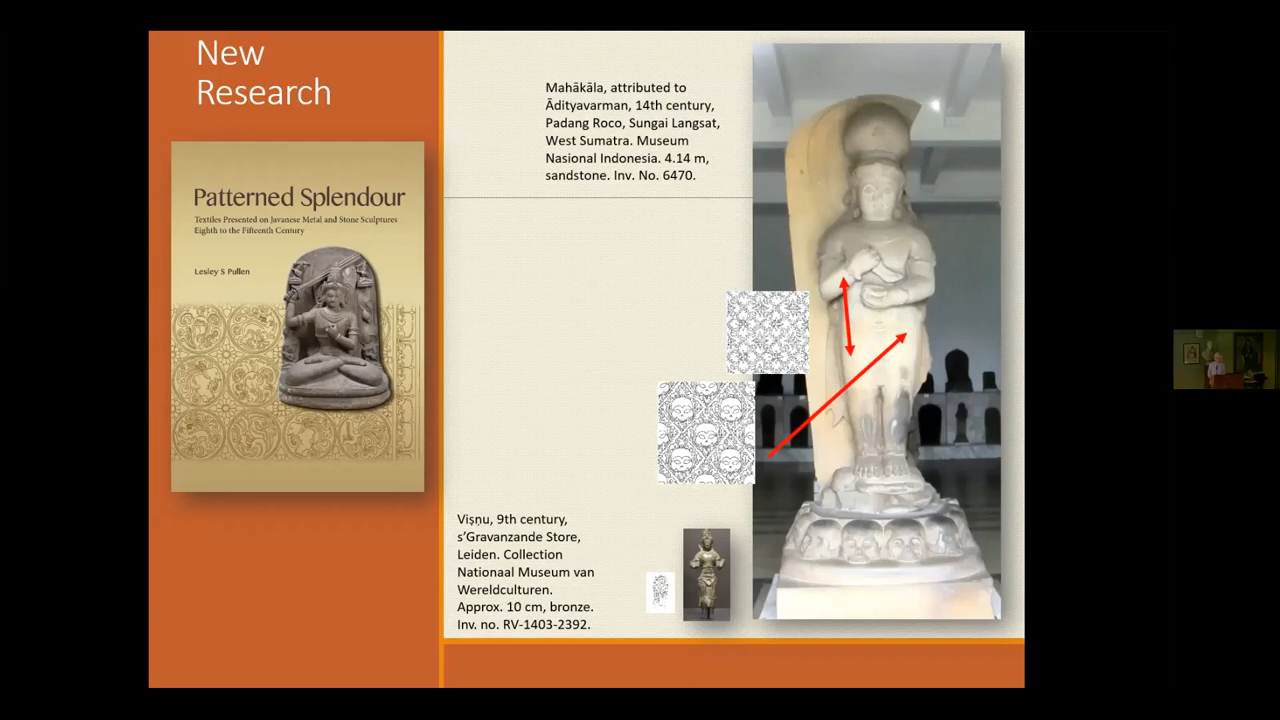 New
Research
Patterned Splendour
Textiles Presented on Javanese Metal and Stone Sculptures
Eighth to the Fifteenth Century
Lesley S Pullen
Mahākāla, attributed to
Ādityavarman, 14th century,
Padang Roco, Sungai Langsat,
West Sumatra. Museum
Nasional Indonesia. 4.14 m,
sandstone. Inv. No. 6470.
Viṣṇu, 9th century,
s’Gravanzande Store,
Leiden. Collection
Nationaal Museum van
Wereldculturen.
Approx. 10 cm, bronze.
Inv. no. RV-1403-2392.